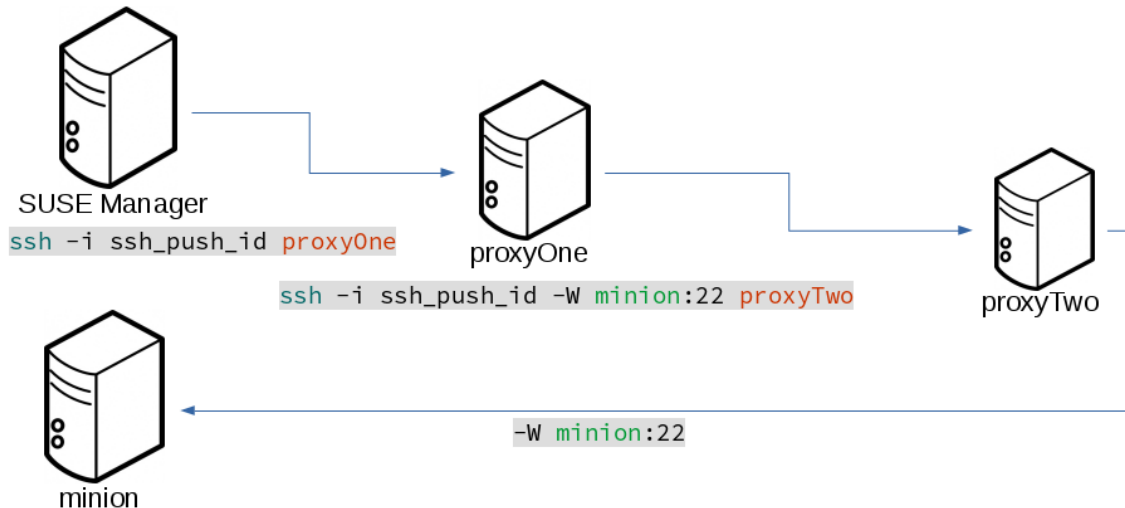 SUSE Manager
ssh -i ssh_push_id proxyOne
proxyOne
ssh -i ssh_push_id -W minion:22 proxyTwo
proxyTwo
-W minion:22
minion